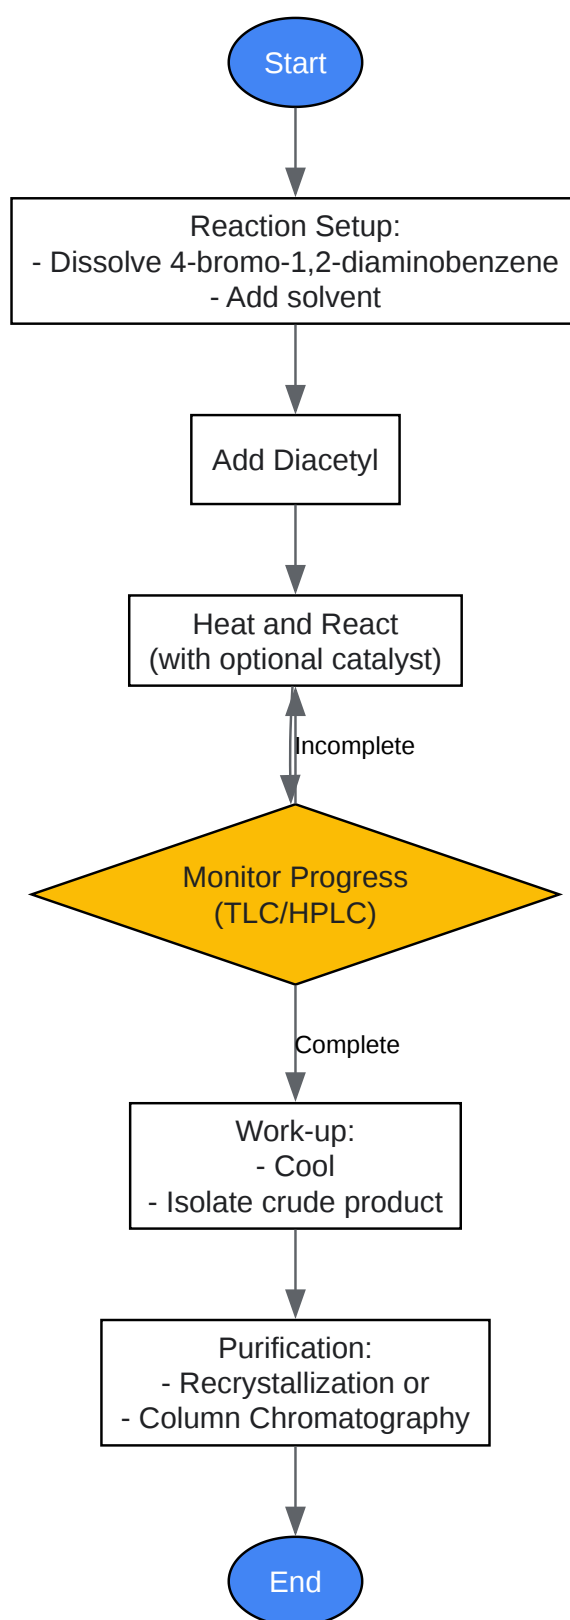 Start
Reaction Setup:
- Dissolve 4-bromo-1,2-diaminobenzene
- Add solvent
Add Diacetyl
Heat and React
(with optional catalyst)
Incomplete
Monitor Progress
(TLC/HPLC)
Complete
Work-up:
- Cool
- Isolate crude product
Purification:
- Recrystallization or
- Column Chromatography
End